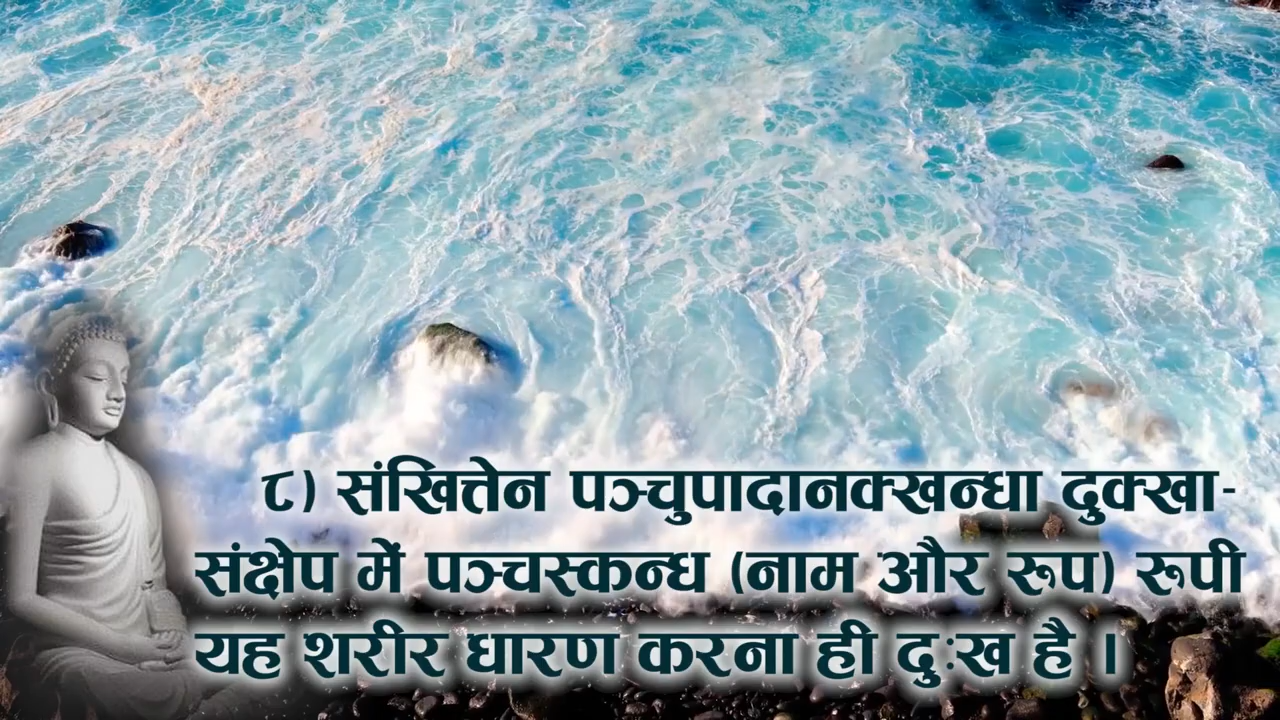 ८) संखित्तेन पञ्चुपादानक्खन्धा दुक्खा-
संक्षेप में पञ्चस्कन्ध (नाम और रूप) रूपी
यह शरीर धारण करना ही दुःख है ।